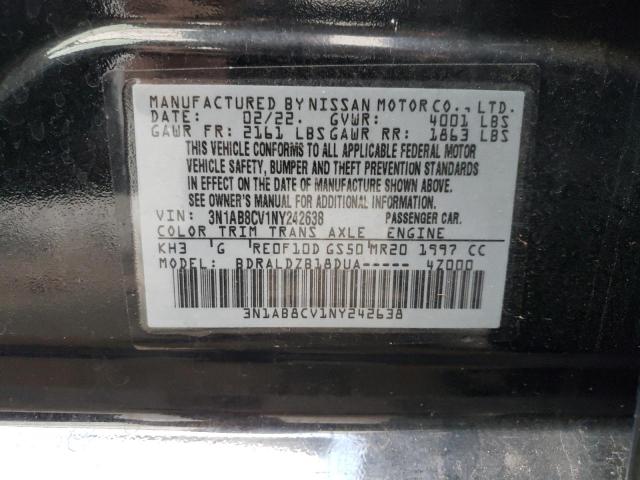 MANUFACTURED BY NISSAN MOTOR CO., LTD.
DATE: 02/22. GVWR: 4001 LBS
GAWR FR: 2161 LBS GAWR RR: 1863 LBS
THIS VEHICLE CONFORMS TO ALL APPLICABLE FEDERAL MOTOR
VEHICLE SAFETY, BUMPER AND THEFT PREVENTION STANDARDS
IN EFFECT ON THE DATE OF MANUFACTURE SHOWN ABOVE.
SEE OWNER'S MANUAL FOR ADDITIONAL INFORMATION.
VIN: 3N1AB8CV1NY242638 PASSENGER CAR.
COLOR TRIM TRANS AXLE ENGINE
KH3 G RE0F10D GS50 MR20 1997 CC
MODEL: BDRALDZB18DUA----- 4Z000
3N1AB8CV1NY242638